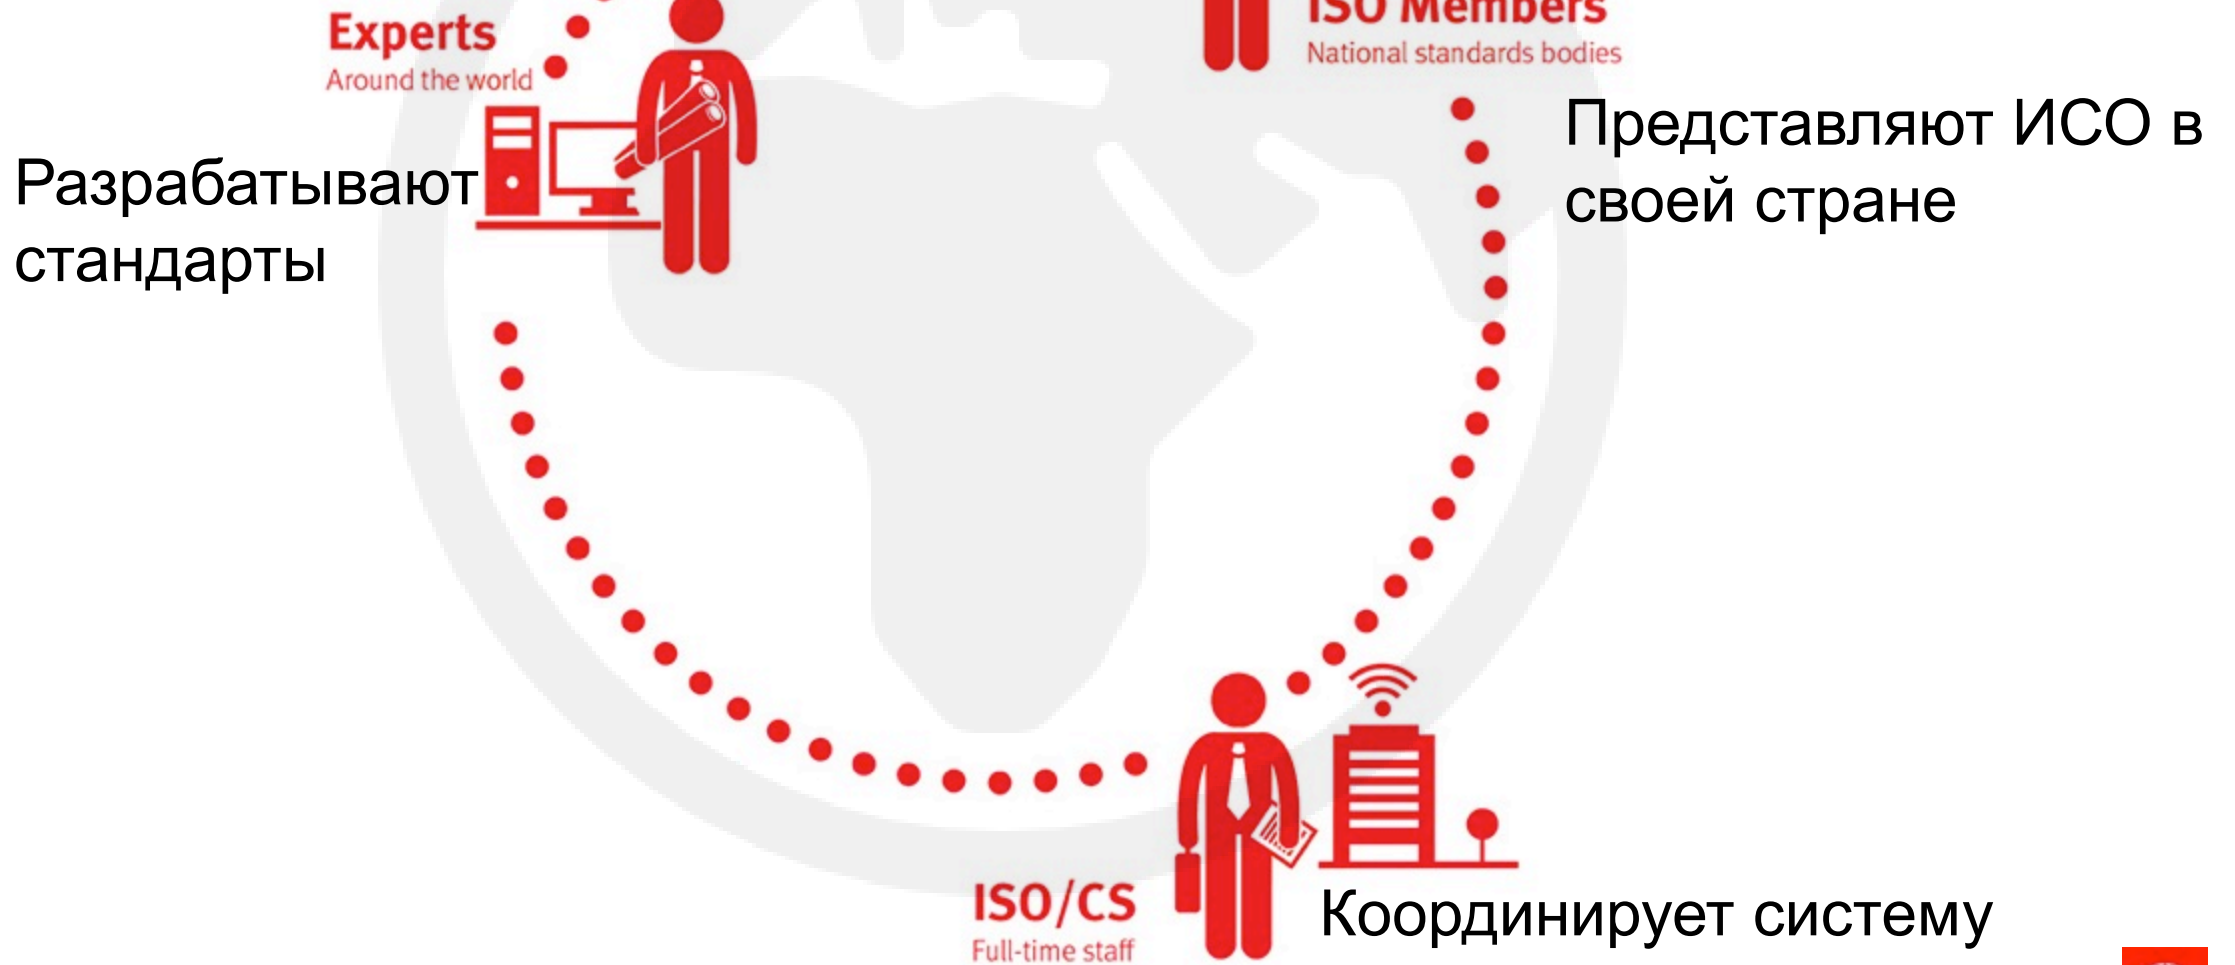 Experts
Around the world
ISO Members
National standards bodies
Разрабатывают
стандарты
Представляют ИСО в
своей стране
ISO/CS
Full-time staff
Координирует систему